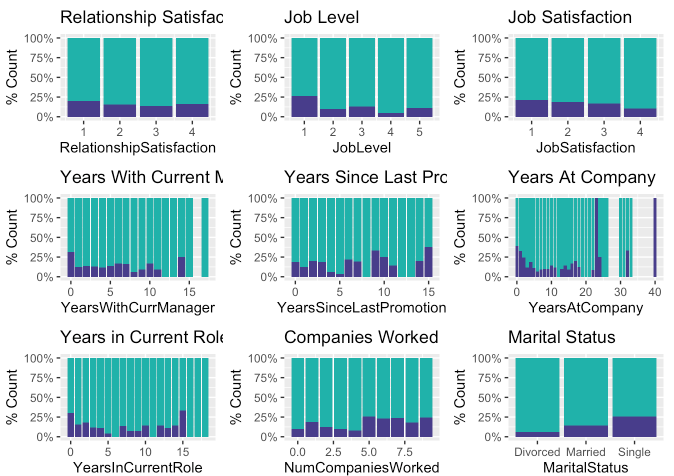 Relationship Satisfac
Job Level
Job Satisfaction
% Count
100%
75%
50%
25%
0%
1 2 3 4
RelationshipSatisfaction
% Count
100%
75%
50%
25%
0%
1 2 3 4 5
JobLevel
% Count
100%
75%
50%
25%
0%
1 2 3 4
JobSatisfaction
Years With Current M
Years Since Last Pro
Years At Company
% Count
100%
75%
50%
25%
0%
0 5 10 15
YearsWithCurrManager
% Count
100%
75%
50%
25%
0%
0 5 10 15
YearsSinceLastPromotion
% Count
100%
75%
50%
25%
0%
0 10 20 30 40
YearsAtCompany
Years in Current Role
Companies Worked
Marital Status
% Count
100%
75%
50%
25%
0%
0 5 10 15
YearsInCurrentRole
% Count
100%
75%
50%
25%
0%
0.0 2.5 5.0 7.5
NumCompaniesWorked
% Count
100%
75%
50%
25%
0%
Divorced Married Single
MaritalStatus